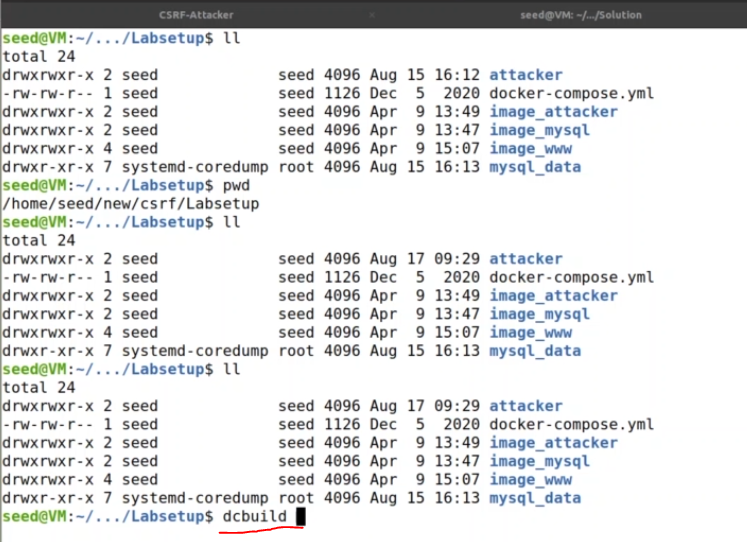 CSRF-Attacker × seed@VM: ~/.../Solution
seed@VM:~/.../Labsetup$ ll
total 24
drwxrwxr-x 2 seed seed 4096 Aug 15 16:12 attacker
-rw-rw-r-- 1 seed seed 1126 Dec 5 2020 docker-compose.yml
drwxrwxr-x 2 seed seed 4096 Apr 9 13:49 image_attacker
drwxrwxr-x 2 seed seed 4096 Apr 9 13:47 image_mysql
drwxrwxr-x 4 seed seed 4096 Apr 9 15:07 image_www
drwxr-xr-x 7 systemd-coredump root 4096 Aug 15 16:13 mysql_data
seed@VM:~/.../Labsetup$ pwd
/home/seed/new/csrf/Labsetup
seed@VM:~/.../Labsetup$ ll
total 24
drwxrwxr-x 2 seed seed 4096 Aug 17 09:29 attacker
-rw-rw-r-- 1 seed seed 1126 Dec 5 2020 docker-compose.yml
drwxrwxr-x 2 seed seed 4096 Apr 9 13:49 image_attacker
drwxrwxr-x 2 seed seed 4096 Apr 9 13:47 image_mysql
drwxrwxr-x 4 seed seed 4096 Apr 9 15:07 image_www
drwxr-xr-x 7 systemd-coredump root 4096 Aug 15 16:13 mysql_data
seed@VM:~/.../Labsetup$ ll
total 24
drwxrwxr-x 2 seed seed 4096 Aug 17 09:29 attacker
-rw-rw-r-- 1 seed seed 1126 Dec 5 2020 docker-compose.yml
drwxrwxr-x 2 seed seed 4096 Apr 9 13:49 image_attacker
drwxrwxr-x 2 seed seed 4096 Apr 9 13:47 image_mysql
drwxrwxr-x 4 seed seed 4096 Apr 9 15:07 image_www
drwxr-xr-x 7 systemd-coredump root 4096 Aug 15 16:13 mysql_data
seed@VM:~/.../Labsetup$ dcbuild